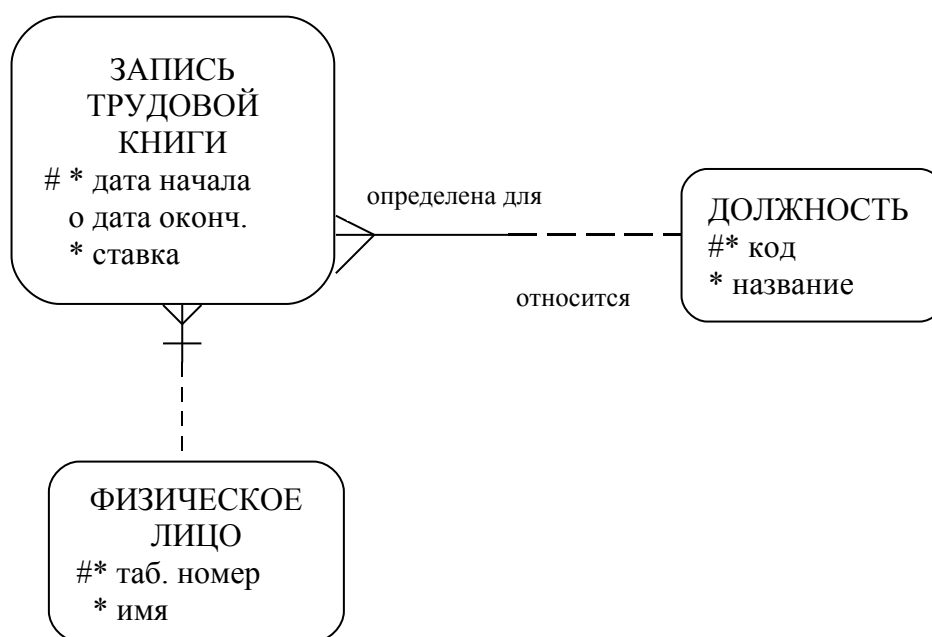 ЗАПИСЬ
ТРУДОВОЙ
КНИГИ
# * дата начала
о дата оконч.
* ставка
определена для
относится
ДОЛЖНОСТЬ
#* код
* название
ФИЗИЧЕСКОЕ
ЛИЦО
#* таб. номер
* имя